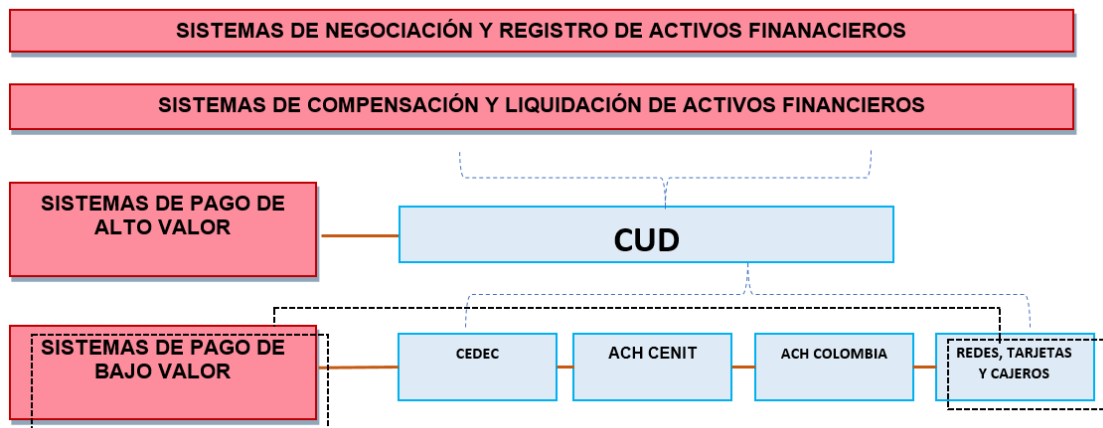 SISTEMAS DE NEGOCIACIÓN Y REGISTRO DE ACTIVOS FINANACIEROS
SISTEMAS DE COMPENSACIÓN Y LIQUIDACIÓN DE ACTIVOS FINANCIEROS
SISTEMAS DE PAGO DE
ALTO VALOR
CUD
SISTEMAS DE PAGO DE
BAJO VALOR
CEDEC
ACH CENIT
ACH COLOMBIA
REDES, TARJETAS
Y CAJEROS